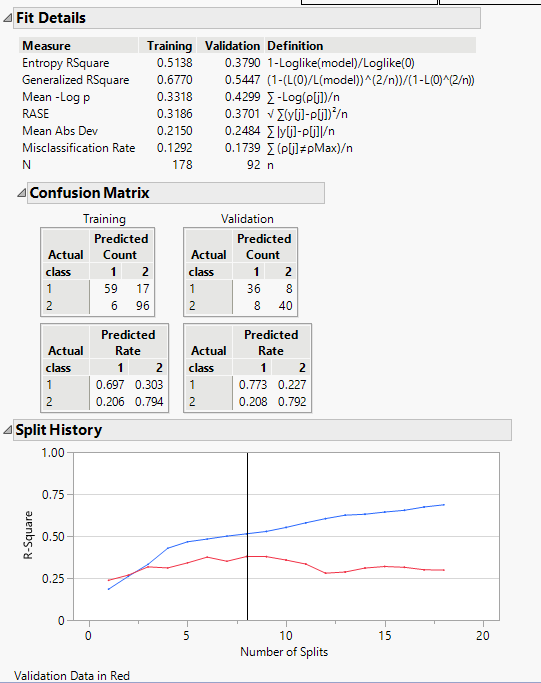 Fit Details
Measure Training Validation Definition
Entropy RSquare 0.5138 0.3790 1-Loglike(model)/Loglike(0)
Generalized RSquare 0.6770 0.5447 (1-(L(0)/L(model))^(2/n))/(1-L(0)^(2/n))
Mean -Log p 0.3318 0.4299 ∑ -Log(ρ[j])/n
RASE 0.3186 0.3701 √ ∑(y[j]-ρ[j])²/n
Mean Abs Dev 0.2150 0.2484 ∑ |y[j]-ρ[j]|/n
Misclassification Rate 0.1292 0.1739 ∑ (ρ[j]≠ρMax)/n
N 178 92 n
Confusion Matrix
Training Validation
Predicted Predicted
Actual Count Actual Count
class 1 2 class 1 2
1 59 17 1 36 8
2 6 96 2 8 40
Predicted Predicted
Actual Rate Actual Rate
class 1 2 class 1 2
1 0.697 0.303 1 0.773 0.227
2 0.206 0.794 2 0.208 0.792
Split History
1.00
0.75
0.50
0.25
0
R-Square
0 5 10 15 20
Number of Splits
Validation Data in Red